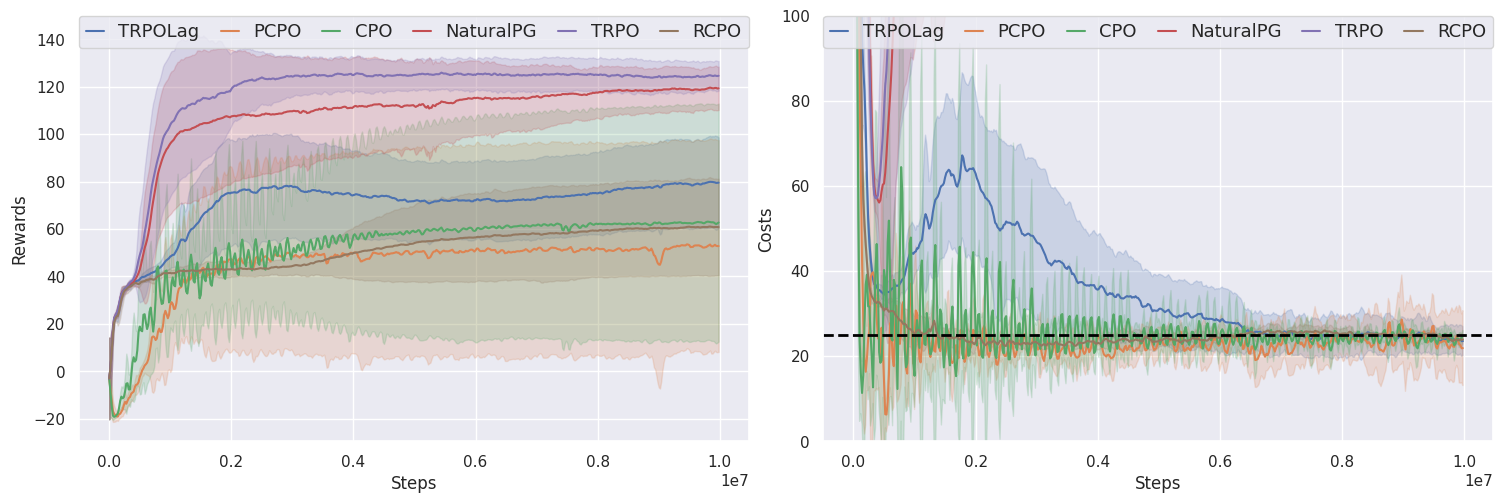 TRPOLag PCPO CPO NaturalPG TRPO RCPO
140
120
100
80
60
40
20
0
−20
Rewards
0.0 0.2 0.4 0.6 0.8 1.0
1e7
Steps
TRPOLag PCPO CPO NaturalPG TRPO RCPO
100
80
60
40
20
0
Costs
0.0 0.2 0.4 0.6 0.8 1.0
1e7
Steps